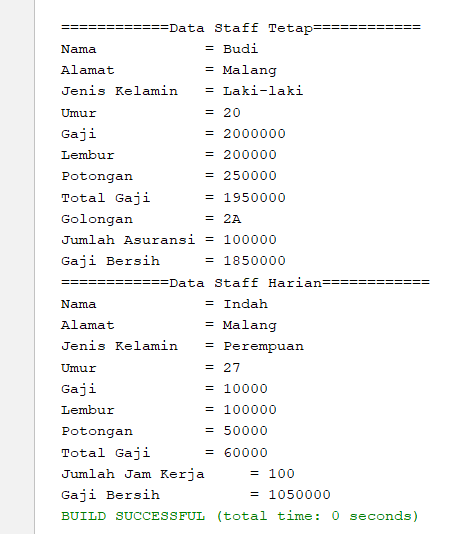 ============Data Staff Tetap============
Nama            = Budi
Alamat          = Malang
Jenis Kelamin   = Laki-laki
Umur            = 20
Gaji            = 2000000
Lembur          = 200000
Potongan        = 250000
Total Gaji      = 1950000
Golongan        = 2A
Jumlah Asuransi = 100000
Gaji Bersih     = 1850000
============Data Staff Harian============
Nama            = Indah
Alamat          = Malang
Jenis Kelamin   = Perempuan
Umur            = 27
Gaji            = 10000
Lembur          = 100000
Potongan        = 50000
Total Gaji      = 60000
Jumlah Jam Kerja     = 100
Gaji Bersih          = 1050000
BUILD SUCCESSFUL (total time: 0 seconds)